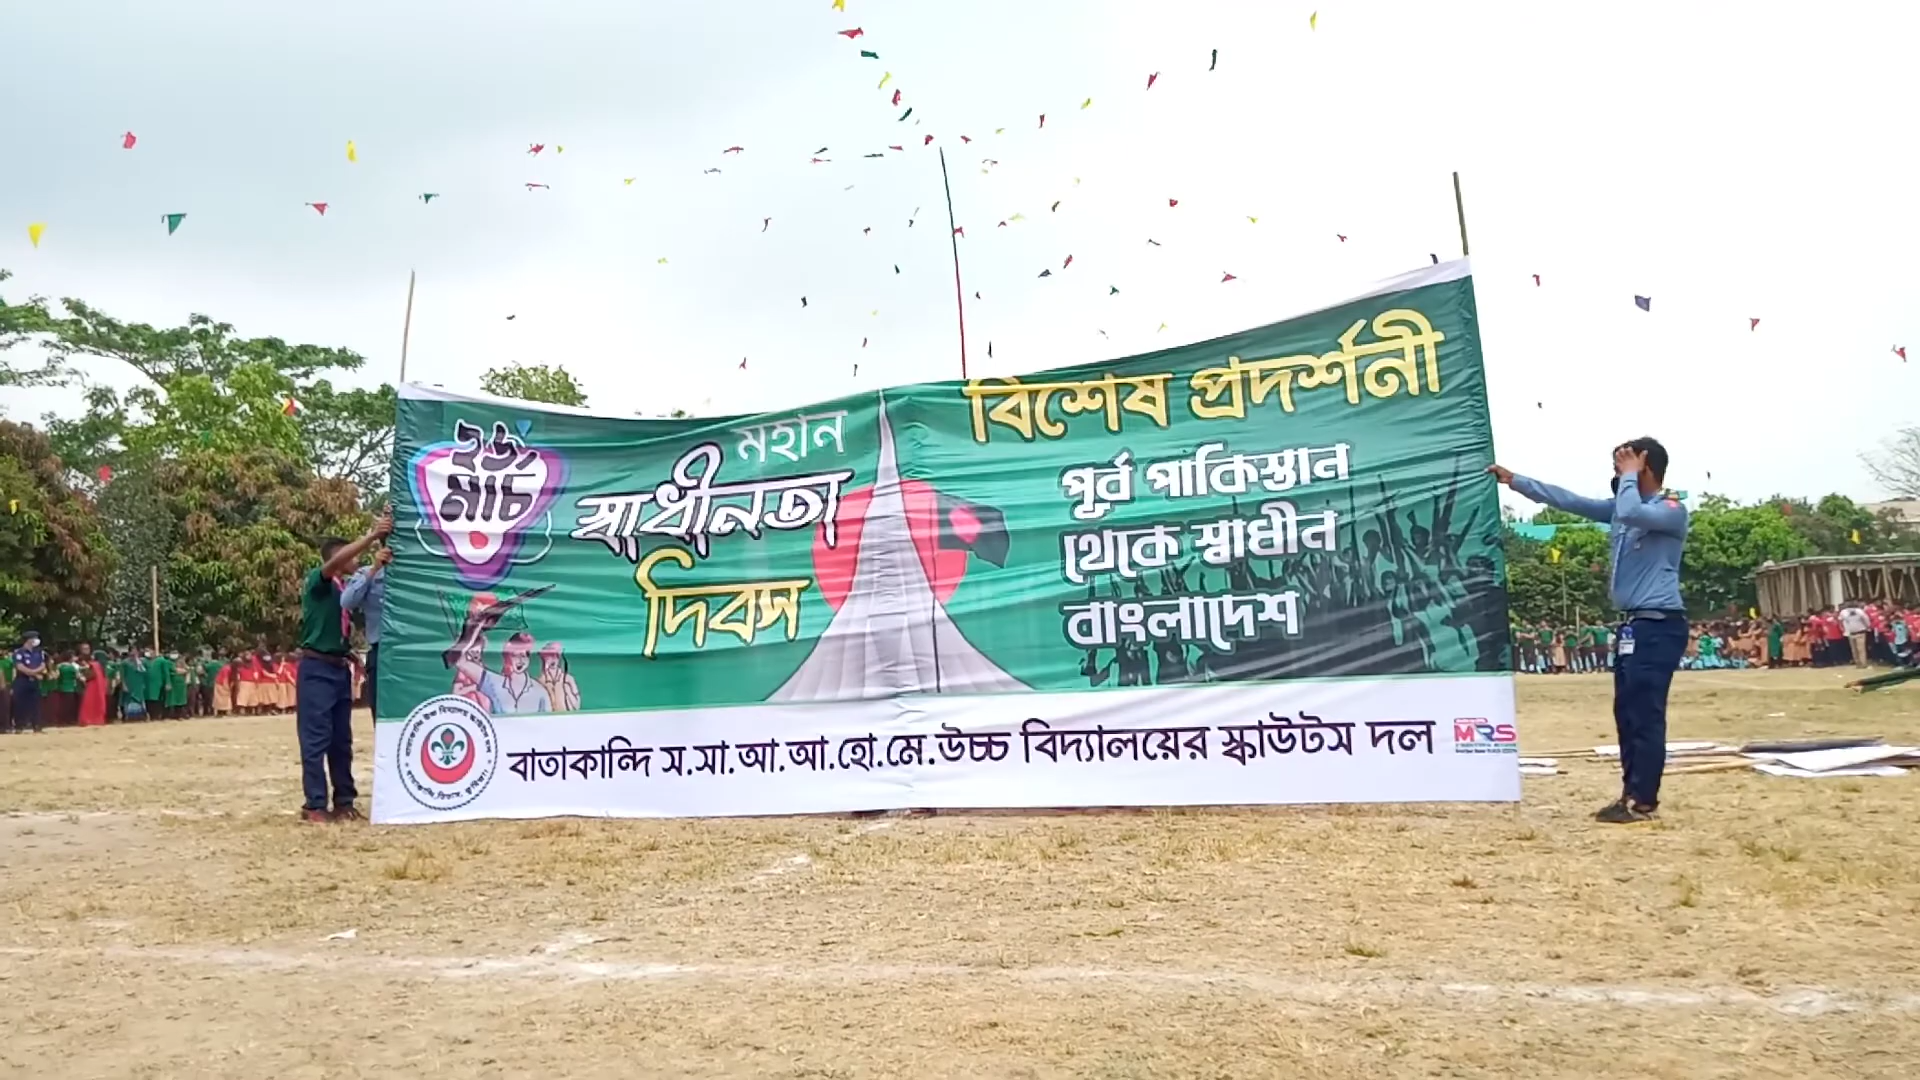 ২৬
মার্চ
মহান
স্বাধীনতা
দিবস
বিশেষ প্রদর্শনী
পূর্ব পাকিস্তান
থেকে স্বাধীন
বাংলাদেশ
বাতাকান্দি স.সা.আ.আ.হো.মে.উচ্চ বিদ্যালয়ের স্কাউটস দল
MRS